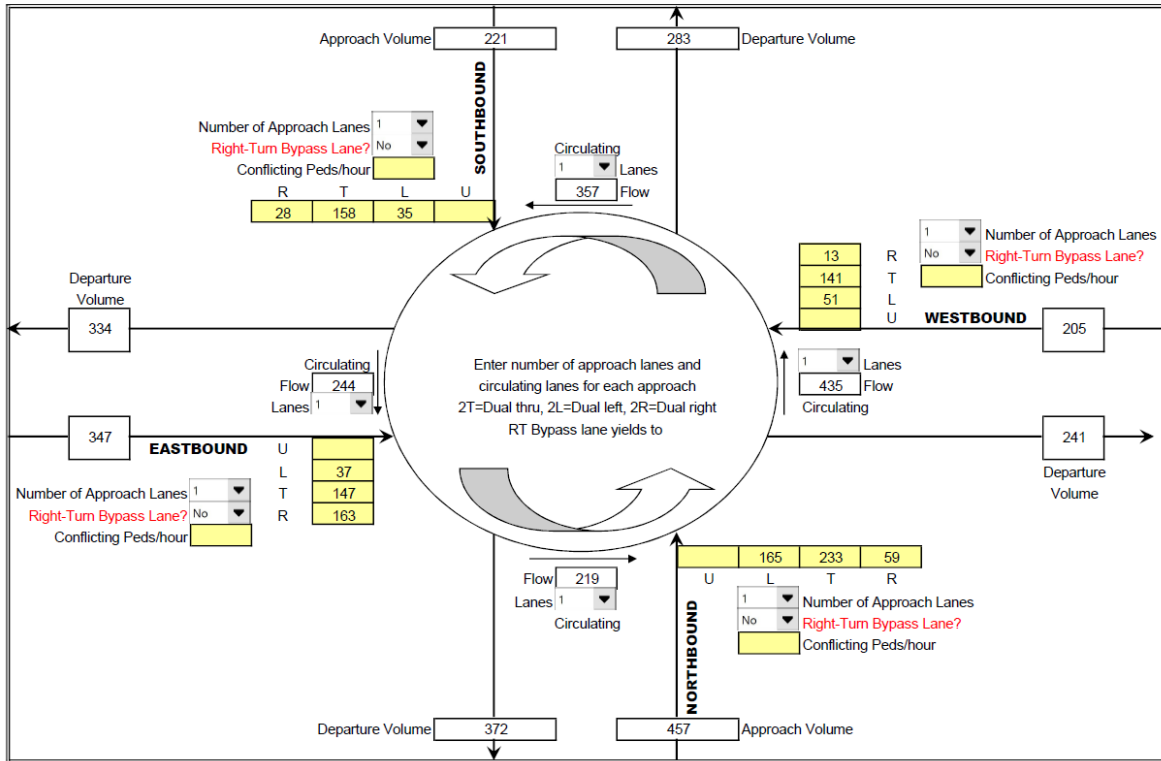 Approach Volume 221
283 Departure Volume
SOUTHBOUND
Number of Approach Lanes 1
Right-Turn Bypass Lane? No
Conflicting Peds/hour
R T L U
28 158 35
Circulating
1 Lanes
357 Flow
1 Number of Approach Lanes
No Right-Turn Bypass Lane?
Conflicting Peds/hour
13 R
141 T
51 L
U WESTBOUND 205
Departure
Volume
334
Circulating
Flow 244
Lanes 1
Enter number of approach lanes and
circulating lanes for each approach
2T=Dual thru, 2L=Dual left, 2R=Dual right
RT Bypass lane yields to
1 Lanes
435 Flow
Circulating
347 EASTBOUND U
L 37
T 147
R 163
Number of Approach Lanes 1
Right-Turn Bypass Lane? No
Conflicting Peds/hour
241
Departure
Volume
Flow 219
Lanes 1
Circulating
165 233 59
U L T R
1 Number of Approach Lanes
No Right-Turn Bypass Lane?
Conflicting Peds/hour
NORTHBOUND
Departure Volume 372
457 Approach Volume